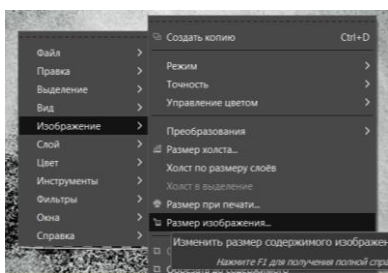 Файл
Правка
Выделение
Вид
Изображение
Слой
Цвет
Инструменты
Фильтры
Окна
Справка
Создать копию Ctrl+D
Режим
Точность
Управление цветом
Преобразования
Размер холста...
Холст по размеру слоёв
Холст в выделение
Размер при печати...
Размер изображения...
Изменить размер содержимого изображен
Нажмите F1 для получения полной спра